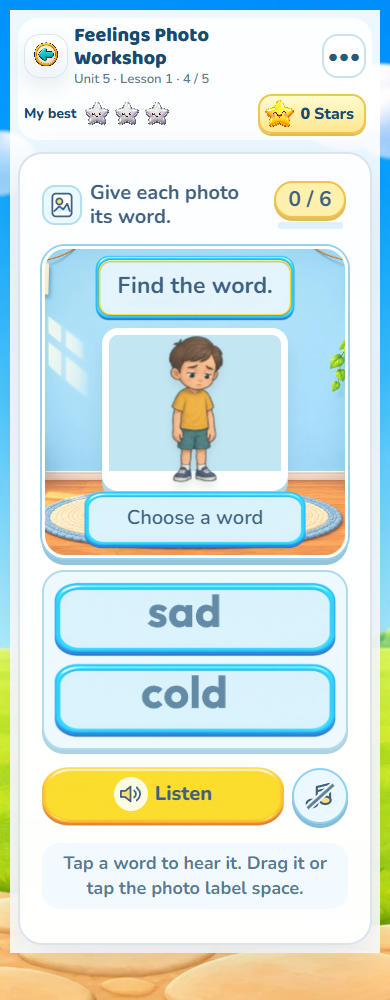 Feelings Photo
Workshop
Unit 5 · Lesson 1 · 4 / 5
My best
0 Stars
Give each photo
its word.
0 / 6
Find the word.
Choose a word
sad
cold
Listen
Tap a word to hear it. Drag it or
tap the photo label space.